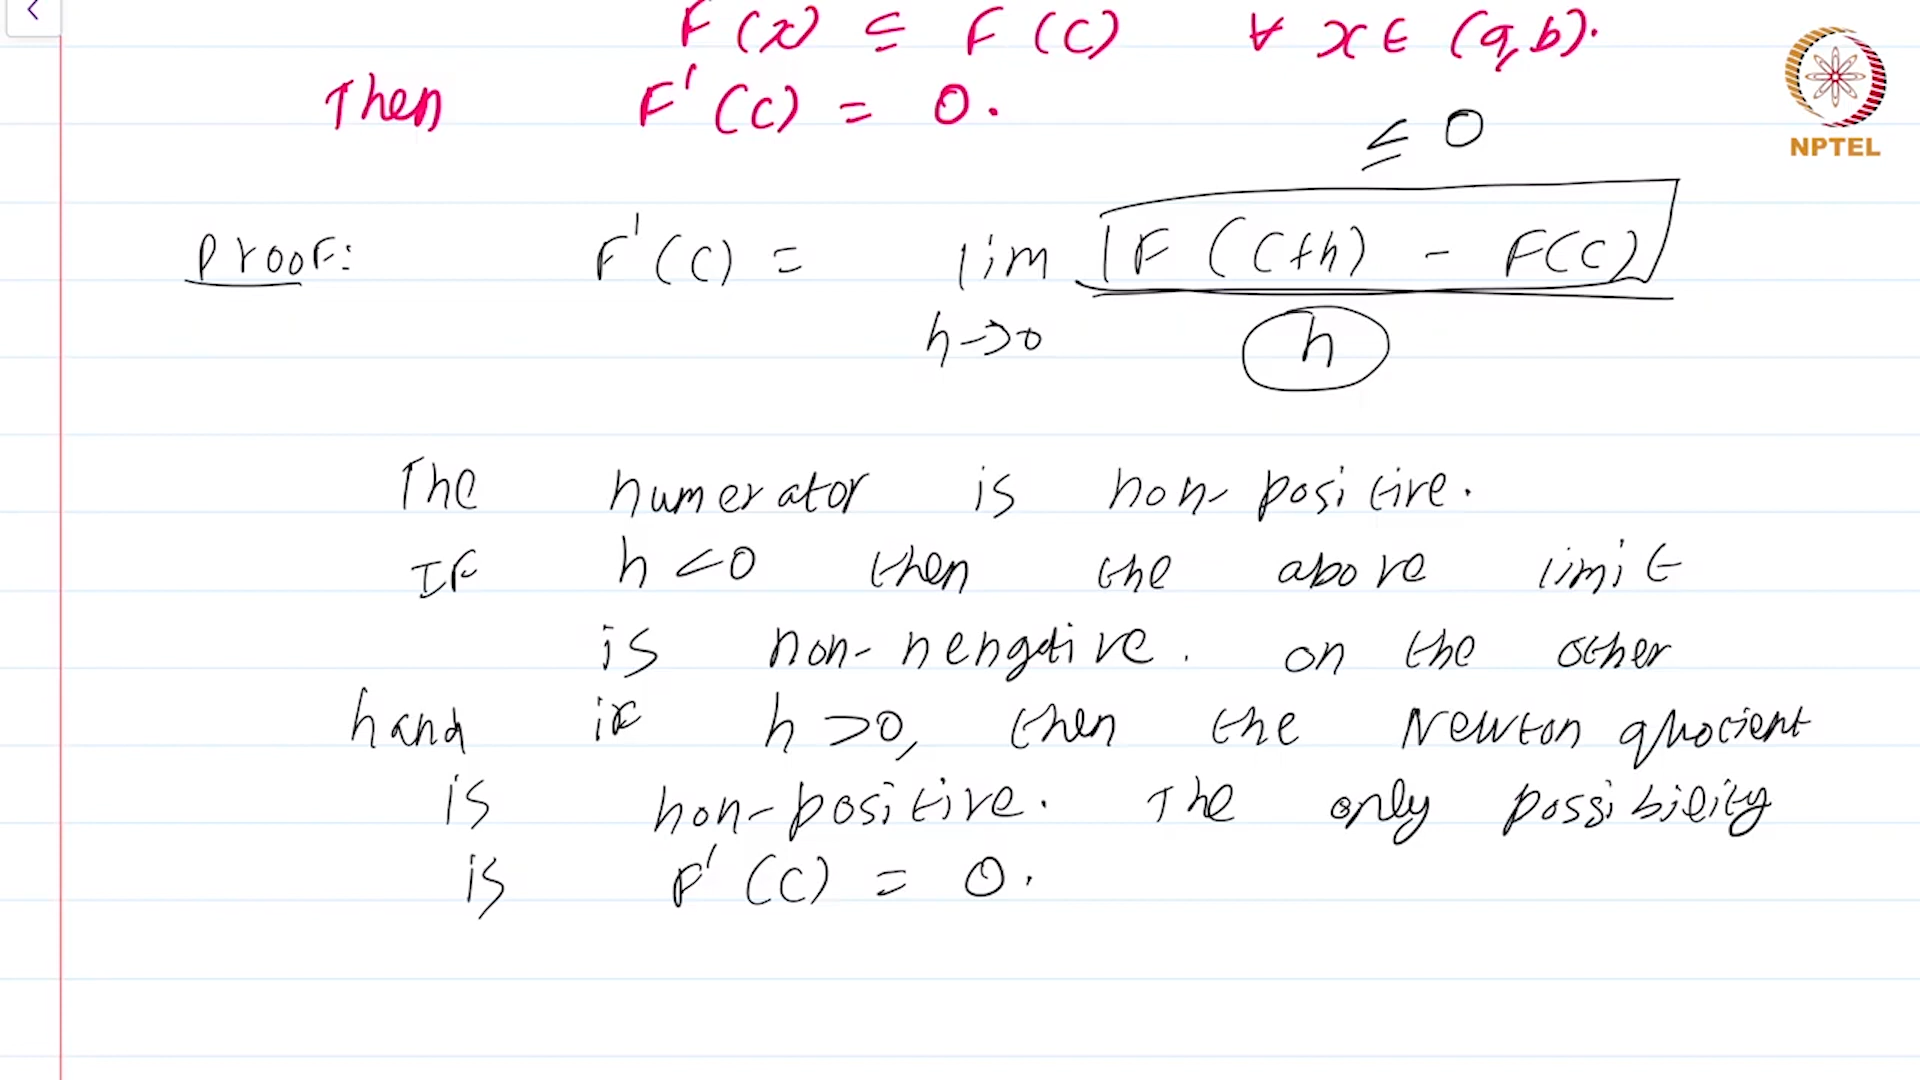 F(x) ≤ F(c) ∀ x ∈ (a,b).
Then F'(c) = 0.
≤ 0
NPTEL
Proof: F'(c) = lim h→0 F(c+h) - F(c) / h
The numerator is non-positive.
If h < 0 then the above limit
is non-nengative. on the other
hand if h > 0, then the Newton quotient
is non-positive. The only possibility
is F'(c) = 0.